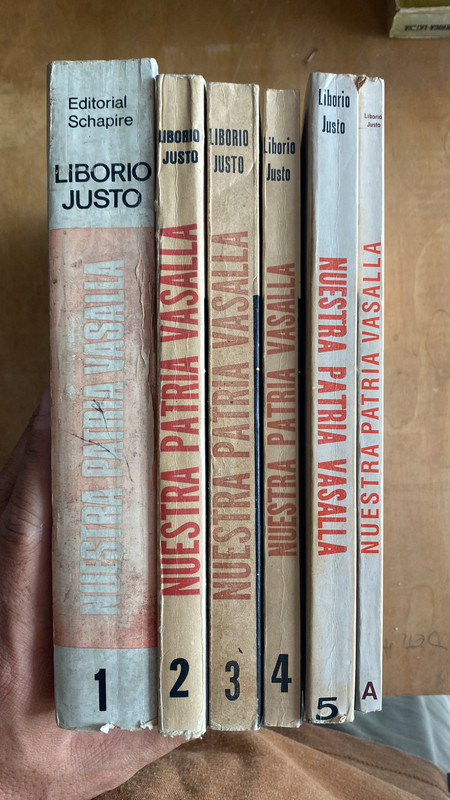 Editorial
Schapire
LIBORIO
JUSTO
NUESTRA PATRIA VASALLA
1
LIBORIO
JUSTO
NUESTRA PATRIA VASALLA
2
LIBORIO
JUSTO
NUESTRA PATRIA VASALLA
3
Liborio
Justo
NUESTRA PATRIA VASALLA
4
Liborio
Justo
NUESTRA PATRIA VASALLA
5
Liborio
Justo
NUESTRA PATRIA VASALLA
A